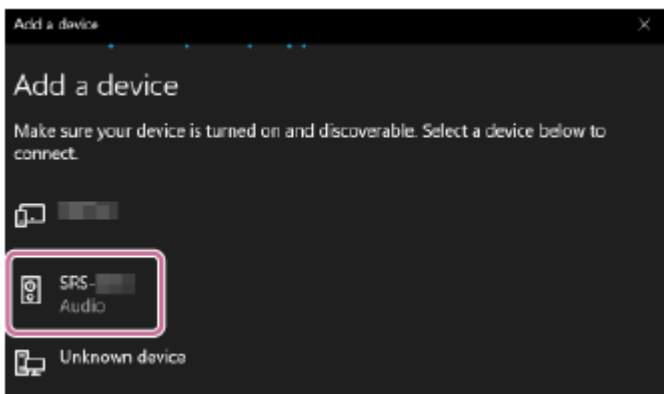 Add a device
Add a device
Make sure your device is turned on and discoverable. Select a device below to
connect.
SRS-
Audio
Unknown device